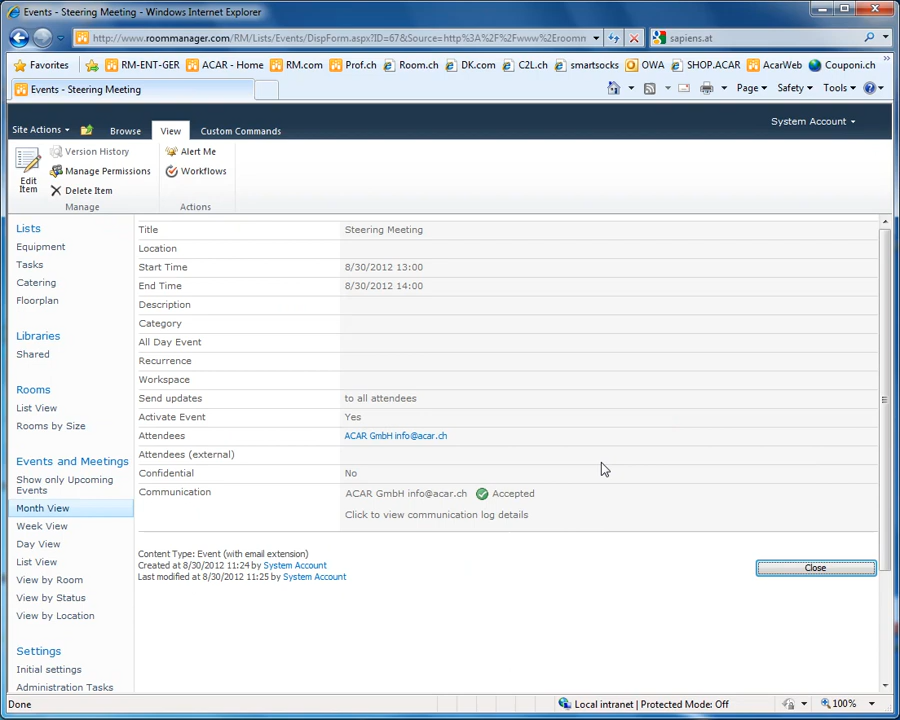 Events - Steering Meeting - Windows Internet Explorer
http://www.roommanager.com/RM/Lists/Events/DispForm.aspx?ID=67&Source=http%3A%2F%2Fwww%2Eroomn
sapiens.at
Favorites RM-ENT-GER ACAR - Home RM.com Prof.ch Room.ch DK.com C2L.ch smartsocks OWA SHOP.ACAR AcarWeb Couponi.ch »
Events - Steering Meeting
Page Safety Tools
System Account
Site Actions Browse View Custom Commands
Edit Item
Version History
Manage Permissions
Delete Item
Manage
Alert Me
Workflows
Actions
Lists
Equipment
Tasks
Catering
Floorplan
Libraries
Shared
Rooms
List View
Rooms by Size
Events and Meetings
Show only Upcoming
Events
Month View
Week View
Day View
List View
View by Room
View by Status
View by Location
Settings
Initial settings
Administration Tasks
Title Steering Meeting
Location
Start Time 8/30/2012 13:00
End Time 8/30/2012 14:00
Description
Category
All Day Event
Recurrence
Workspace
Send updates to all attendees
Activate Event Yes
Attendees ACAR GmbH info@acar.ch
Attendees (external)
Confidential No
Communication ACAR GmbH info@acar.ch Accepted
Click to view communication log details
Content Type: Event (with email extension)
Created at 8/30/2012 11:24 by System Account
Last modified at 8/30/2012 11:25 by System Account
Close
Done
Local intranet | Protected Mode: Off
100%